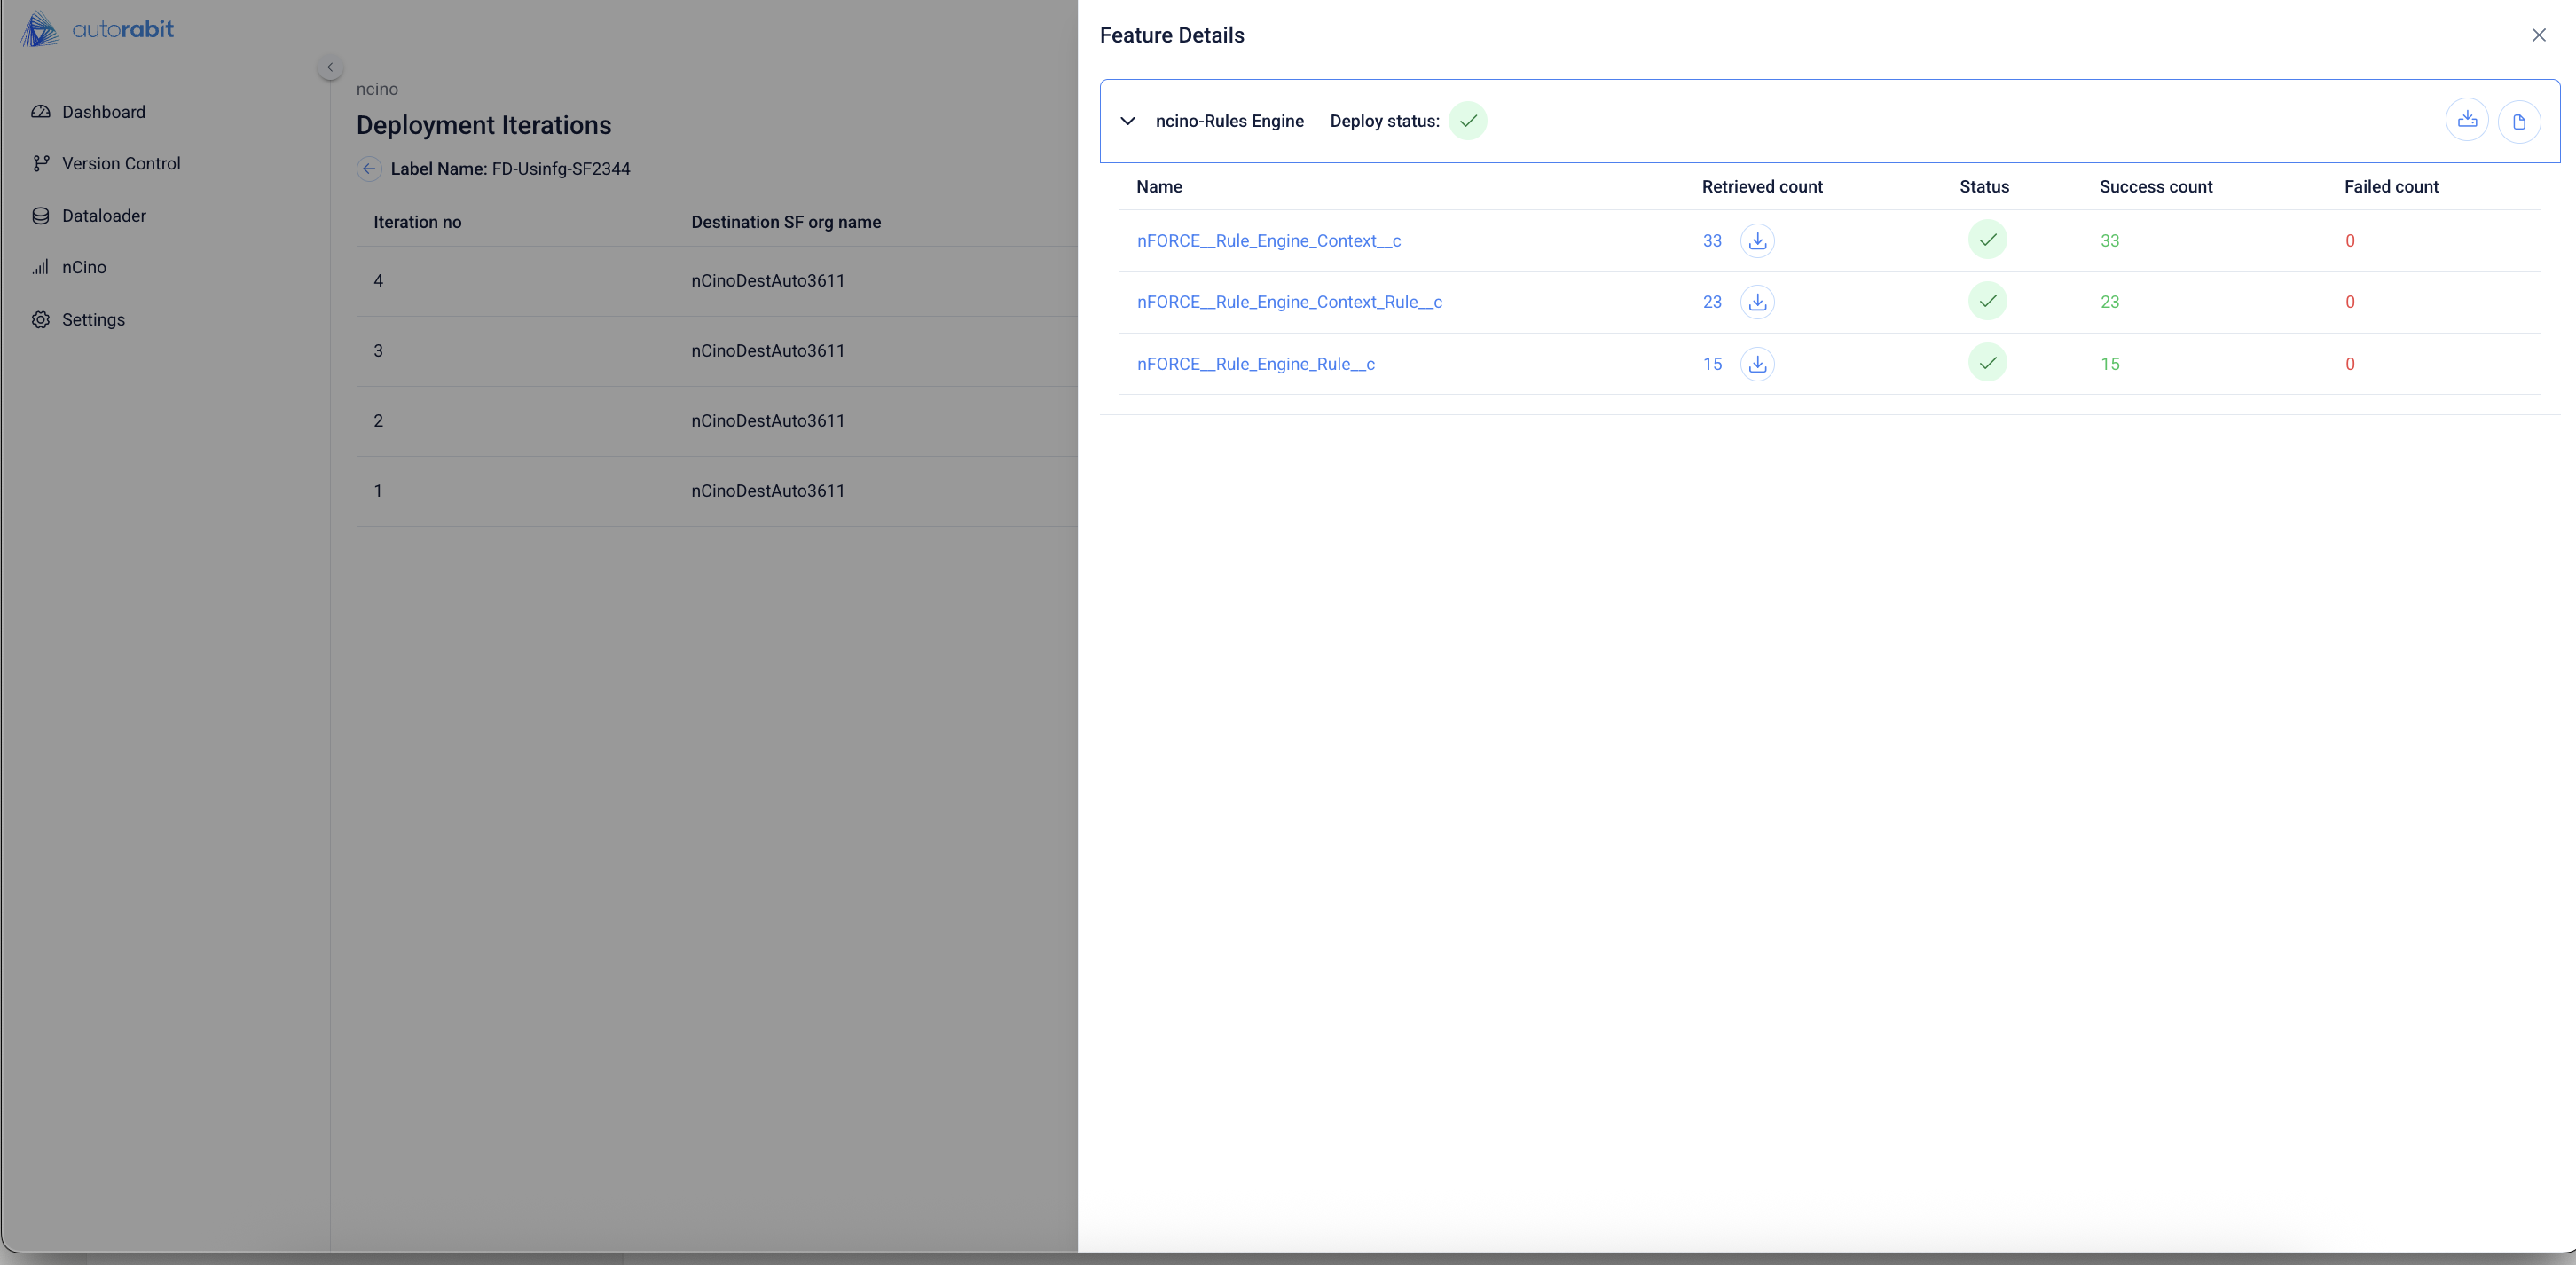 autorabit
Dashboard
Version Control
Dataloader
nCino
Settings
ncino
Deployment Iterations
Label Name: FD-Usinfg-SF2344
Iteration no Destination SF org name
4 nCinoDestAuto3611
3 nCinoDestAuto3611
2 nCinoDestAuto3611
1 nCinoDestAuto3611
Feature Details
ncino-Rules Engine Deploy status:
Name Retrieved count Status Success count Failed count
nFORCE__Rule_Engine_Context__c 33 33 0
nFORCE__Rule_Engine_Context_Rule__c 23 23 0
nFORCE__Rule_Engine_Rule__c 15 15 0